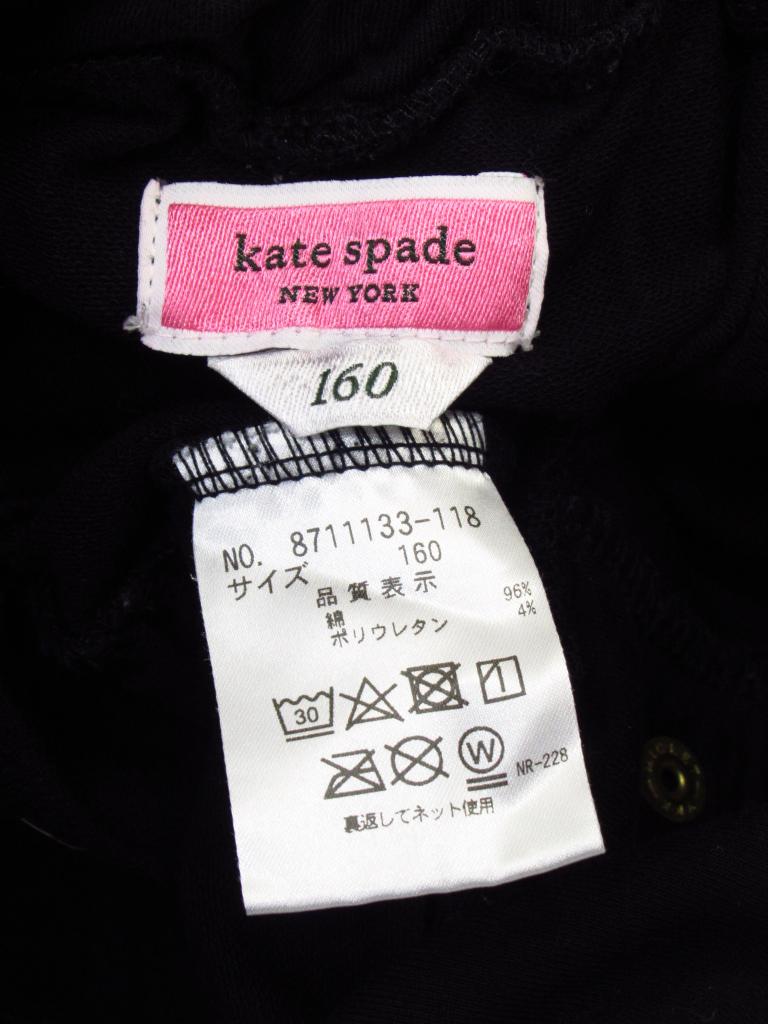 kate spade
NEW YORK
160
NO. 8711133-118
サイズ 160
品質表示
綿 96%
ポリウレタン 4%
30
W
NR-228
裏返してネット使用